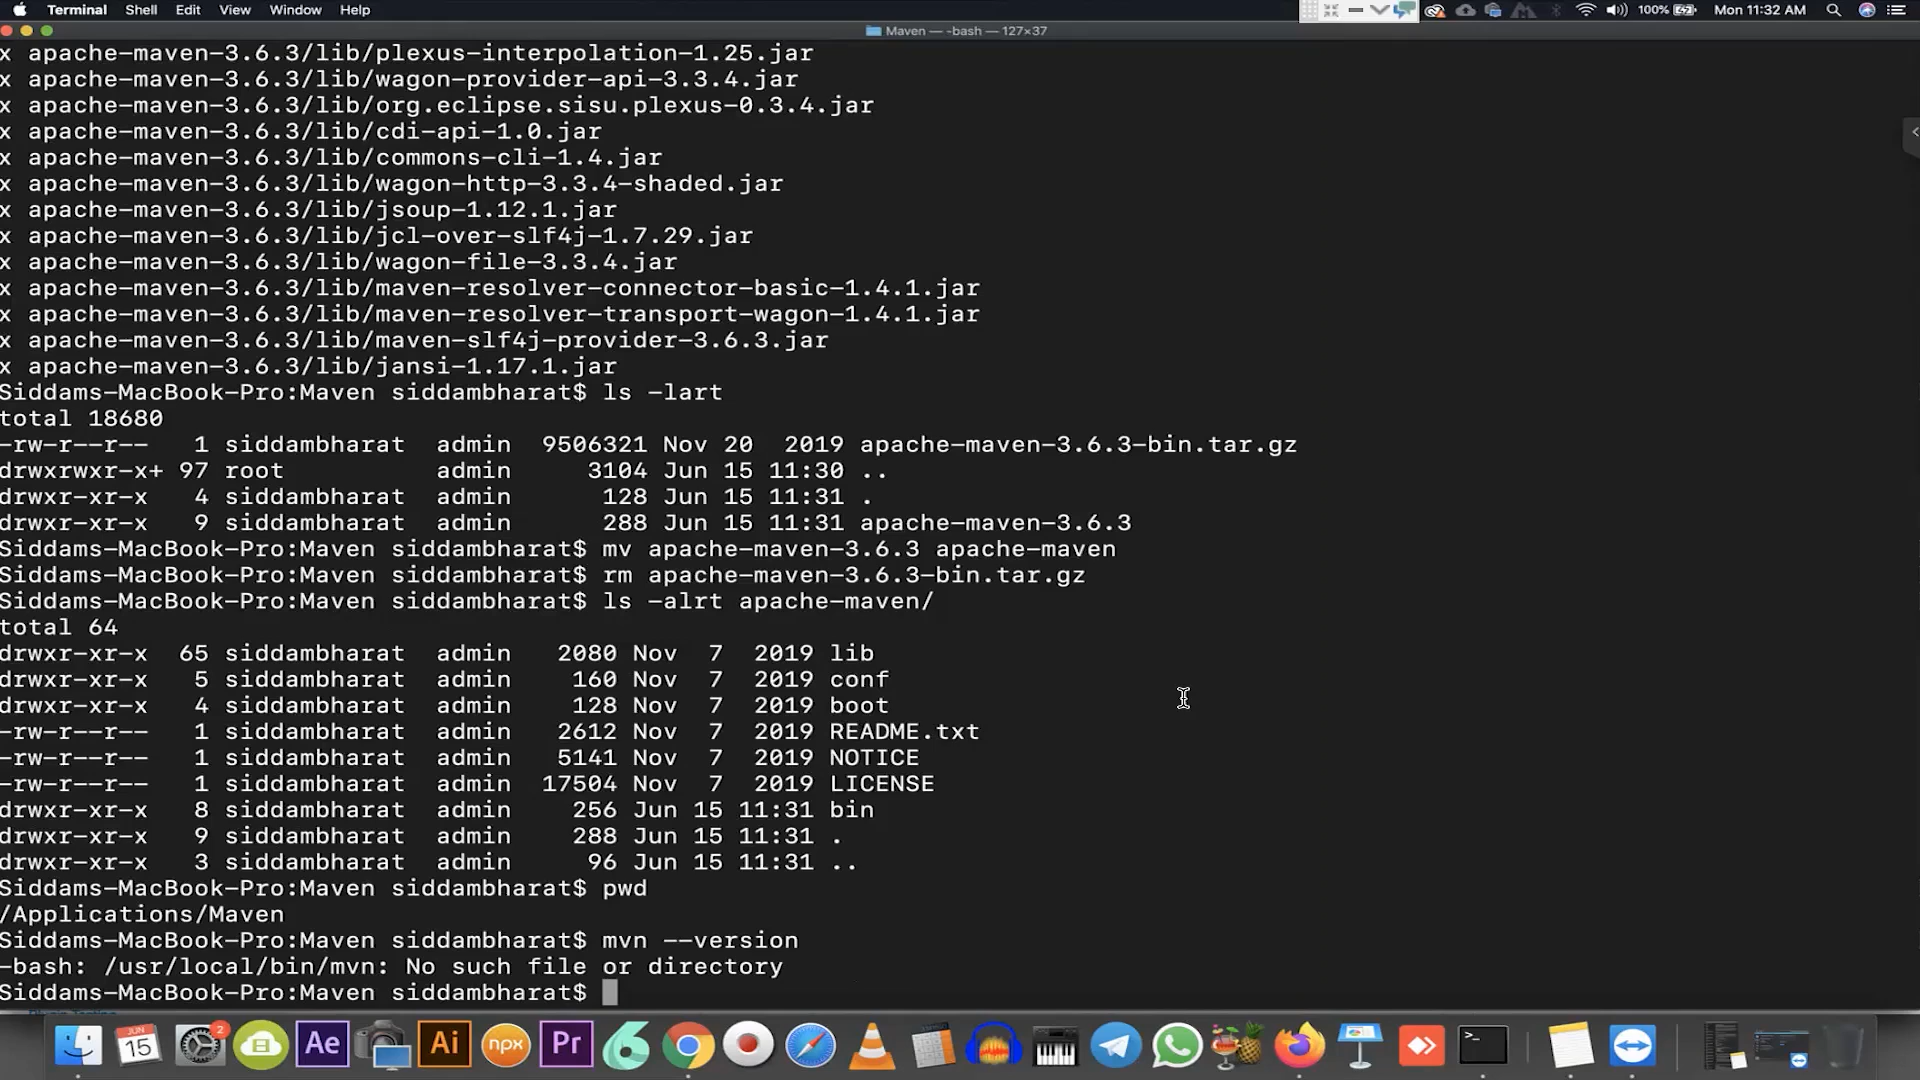 Terminal Shell Edit View Window Help 100% Mon 11:32 AM
Maven — -bash — 127×37
x apache-maven-3.6.3/lib/plexus-interpolation-1.25.jar
x apache-maven-3.6.3/lib/wagon-provider-api-3.3.4.jar
x apache-maven-3.6.3/lib/org.eclipse.sisu.plexus-0.3.4.jar
x apache-maven-3.6.3/lib/cdi-api-1.0.jar
x apache-maven-3.6.3/lib/commons-cli-1.4.jar
x apache-maven-3.6.3/lib/wagon-http-3.3.4-shaded.jar
x apache-maven-3.6.3/lib/jsoup-1.12.1.jar
x apache-maven-3.6.3/lib/jcl-over-slf4j-1.7.29.jar
x apache-maven-3.6.3/lib/wagon-file-3.3.4.jar
x apache-maven-3.6.3/lib/maven-resolver-connector-basic-1.4.1.jar
x apache-maven-3.6.3/lib/maven-resolver-transport-wagon-1.4.1.jar
x apache-maven-3.6.3/lib/maven-slf4j-provider-3.6.3.jar
x apache-maven-3.6.3/lib/jansi-1.17.1.jar
Siddams-MacBook-Pro:Maven siddambharat$ ls -lart
total 18680
-rw-r--r-- 1 siddambharat admin 9506321 Nov 20 2019 apache-maven-3.6.3-bin.tar.gz
drwxrwxr-x+ 97 root admin 3104 Jun 15 11:30 ..
drwxr-xr-x 4 siddambharat admin 128 Jun 15 11:31 .
drwxr-xr-x 9 siddambharat admin 288 Jun 15 11:31 apache-maven-3.6.3
Siddams-MacBook-Pro:Maven siddambharat$ mv apache-maven-3.6.3 apache-maven
Siddams-MacBook-Pro:Maven siddambharat$ rm apache-maven-3.6.3-bin.tar.gz
Siddams-MacBook-Pro:Maven siddambharat$ ls -alrt apache-maven/
total 64
drwxr-xr-x 65 siddambharat admin 2080 Nov 7 2019 lib
drwxr-xr-x 5 siddambharat admin 160 Nov 7 2019 conf
drwxr-xr-x 4 siddambharat admin 128 Nov 7 2019 boot
-rw-r--r-- 1 siddambharat admin 2612 Nov 7 2019 README.txt
-rw-r--r-- 1 siddambharat admin 5141 Nov 7 2019 NOTICE
-rw-r--r-- 1 siddambharat admin 17504 Nov 7 2019 LICENSE
drwxr-xr-x 8 siddambharat admin 256 Jun 15 11:31 bin
drwxr-xr-x 9 siddambharat admin 288 Jun 15 11:31 .
drwxr-xr-x 3 siddambharat admin 96 Jun 15 11:31 ..
Siddams-MacBook-Pro:Maven siddambharat$ pwd
/Applications/Maven
Siddams-MacBook-Pro:Maven siddambharat$ mvn --version
-bash: /usr/local/bin/mvn: No such file or directory
Siddams-MacBook-Pro:Maven siddambharat$
JUN 15 2 Ae Ai npx Pr >_